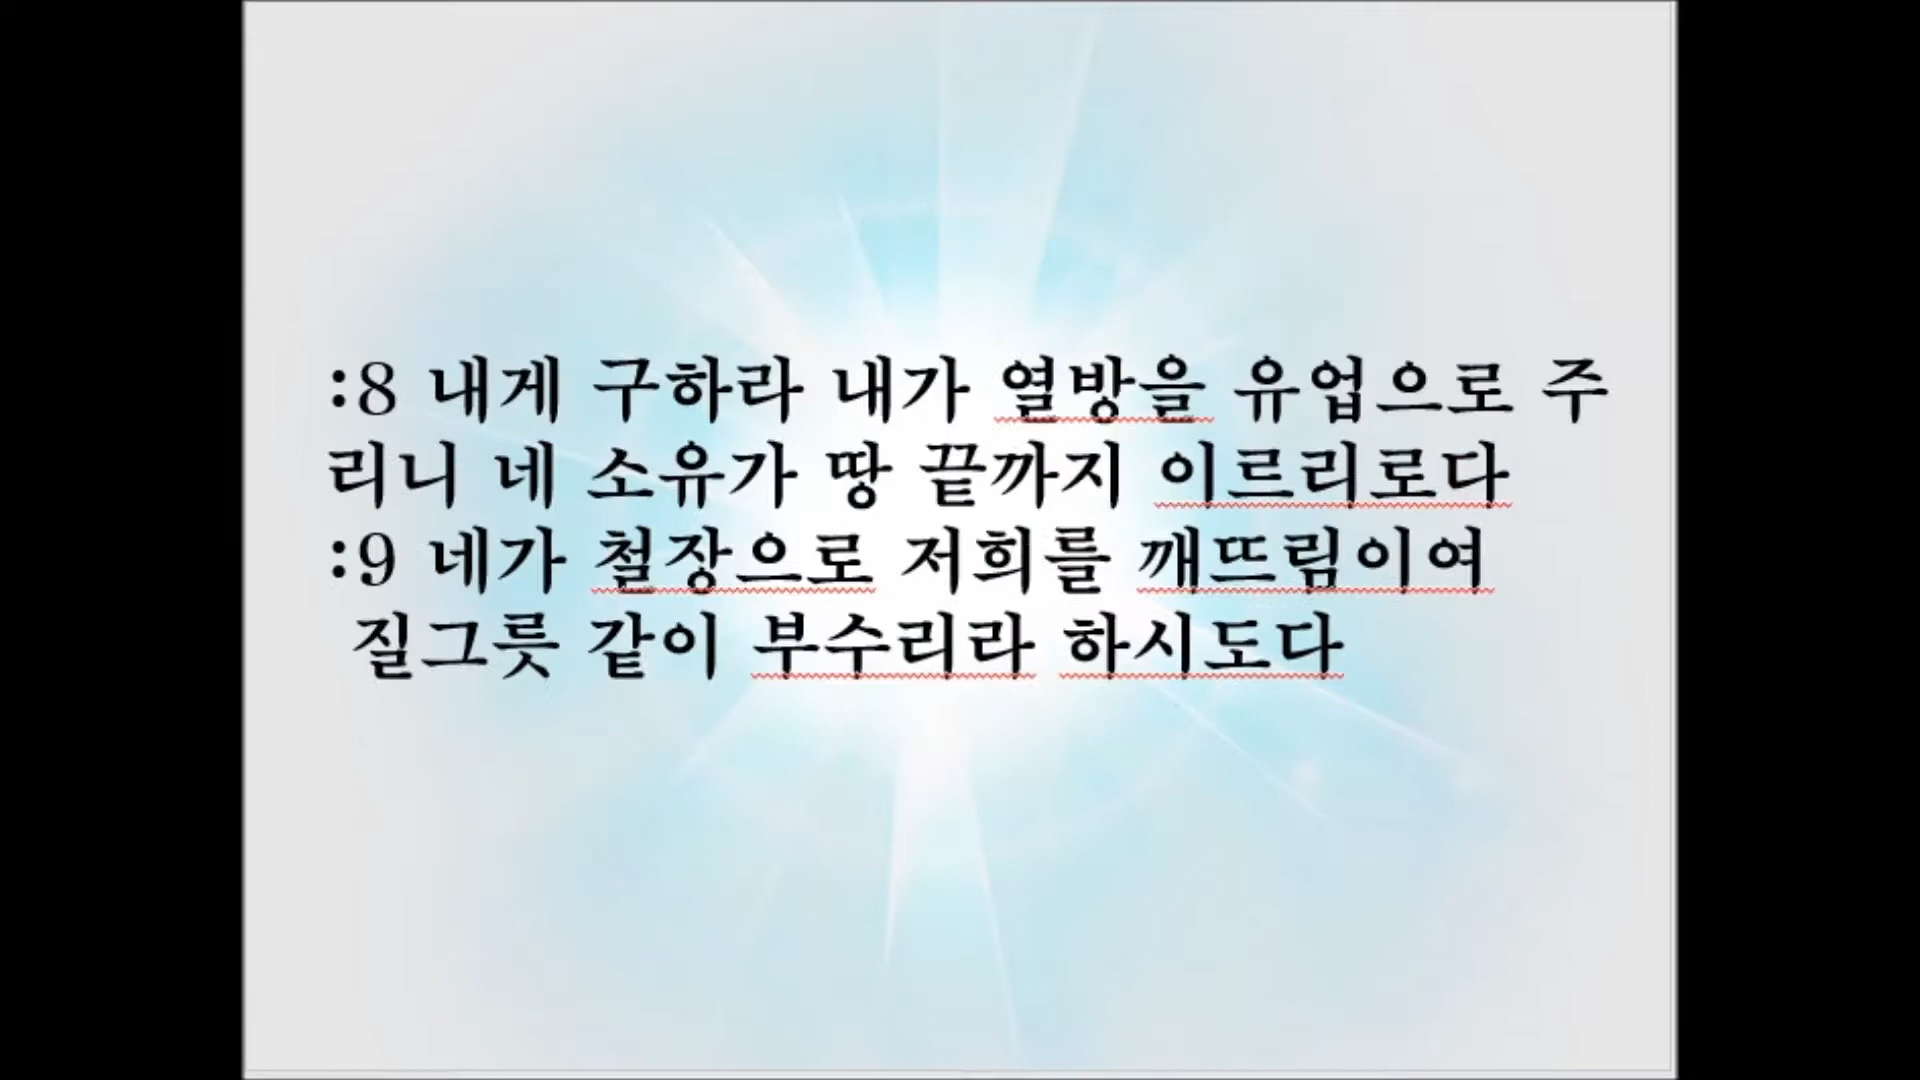 :8 내게 구하라 내가 열방을 유업으로 주
리니 네 소유가 땅 끝까지 이르리로다
:9 네가 철장으로 저희를 깨뜨림이여
질그릇 같이 부수리라 하시도다